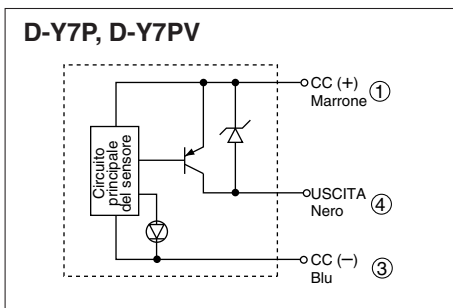 D-Y7P, D-Y7PV
CC (+)
Marrone
①
Circuito
principale
del sensore
USCITA
Nero
④
CC (–)
Blu
③